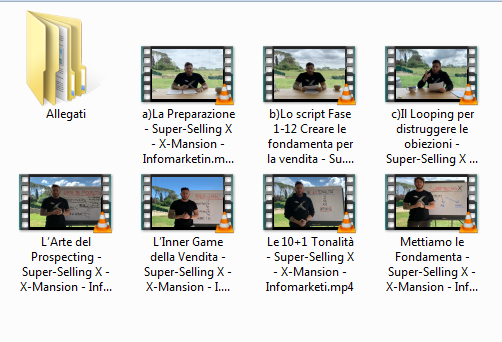 Allegati
a)La Preparazione
- Super-Selling X
- X-Mansion -
Infomarketin.m...
b)Lo script Fase
1-12 Creare le
fondamenta per
la vendita - Su....
c)Il Looping per
distruggere le
obiezioni -
Super-Selling X ...
L'Arte del
Prospecting -
Super-Selling X -
X-Mansion - Inf...
L'Inner Game
della Vendita -
Super-Selling X -
X-Mansion - I....
Le 10+1 Tonalità
- Super-Selling X
- X-Mansion -
Infomarketi.mp4
Mettiamo le
Fondamenta -
Super-Selling X -
X-Mansion - Inf...